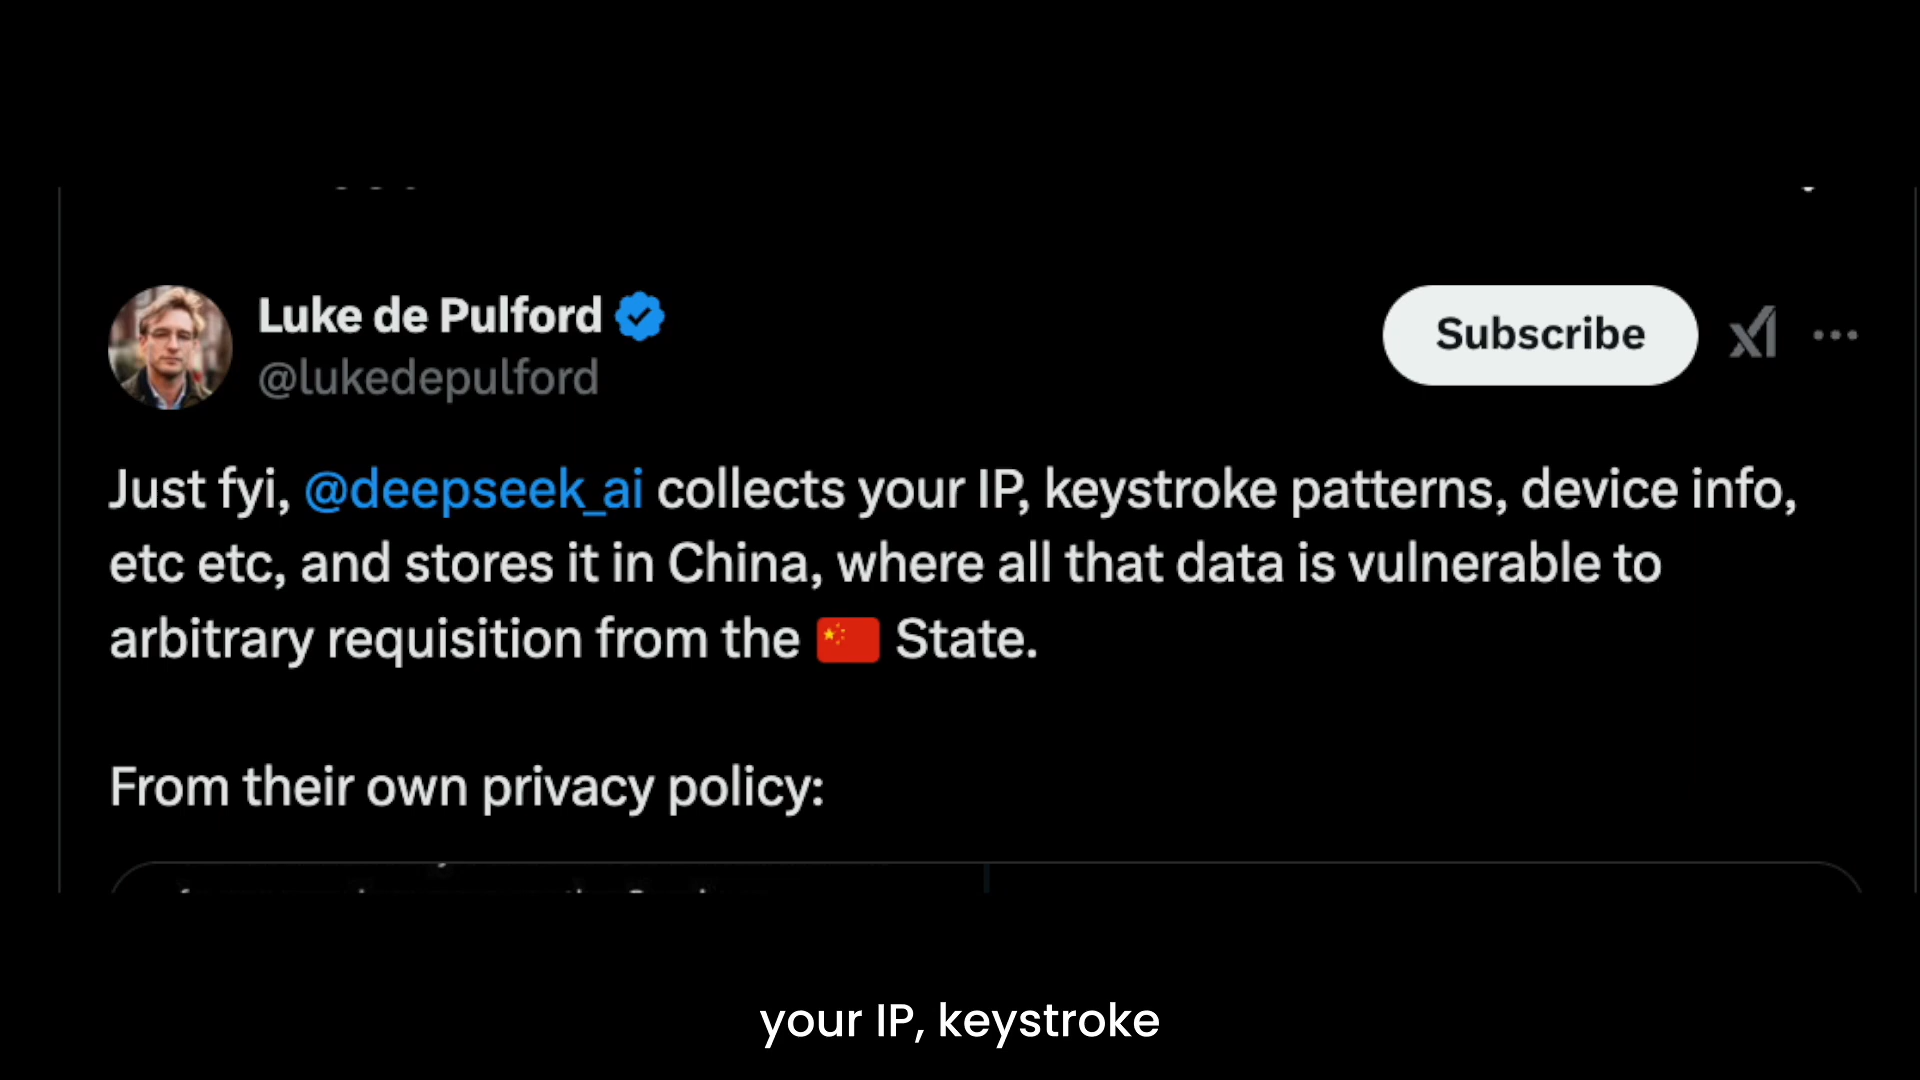 Luke de Pulford
@lukedepulford
Subscribe
Just fyi, @deepseek_ai collects your IP, keystroke patterns, device info,
etc etc, and stores it in China, where all that data is vulnerable to
arbitrary requisition from the 🇨🇳 State.
From their own privacy policy:
your IP, keystroke